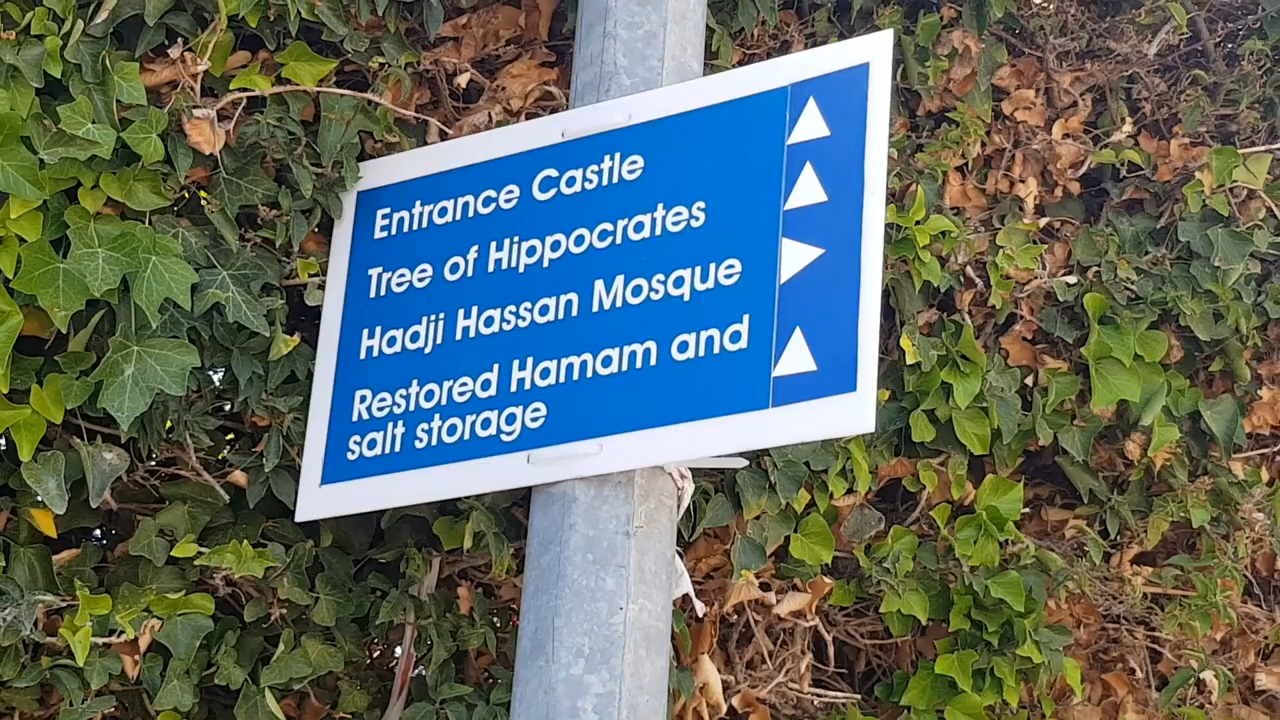 Entrance Castle
Tree of Hippocrates
Hadji Hassan Mosque
Restored Hamam and
salt storage